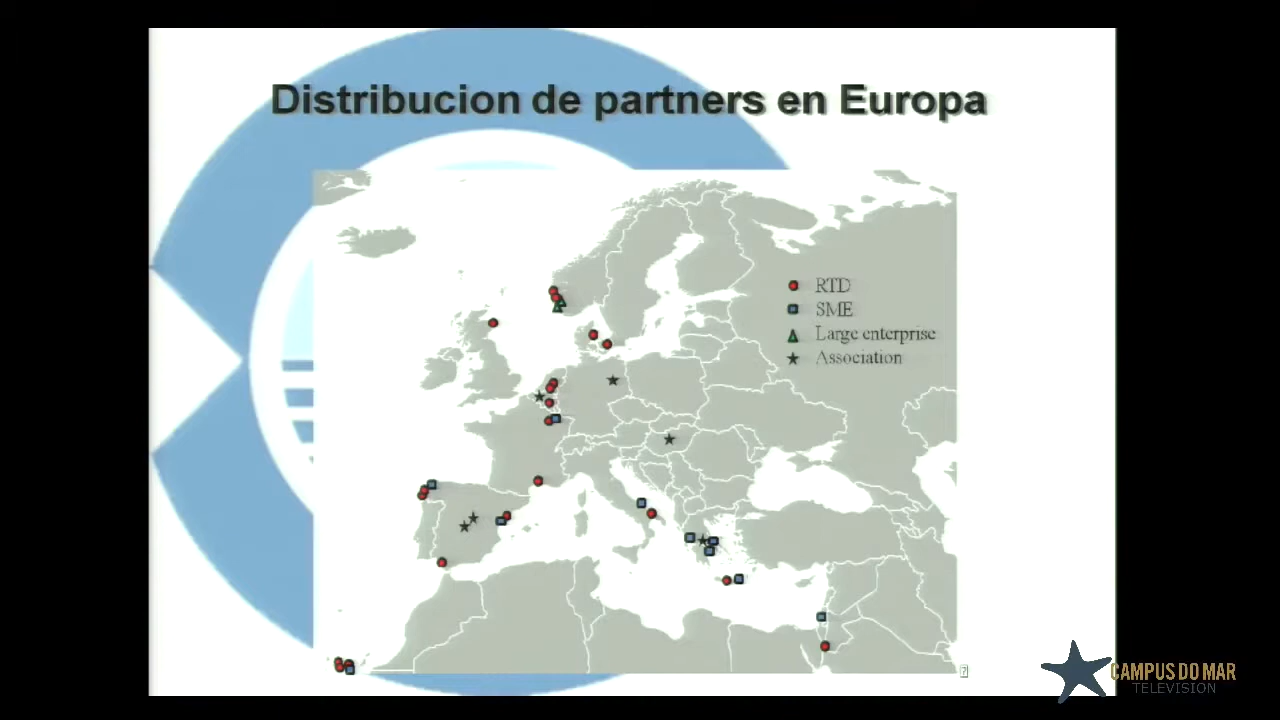 Distribucion de partners en Europa
RTD
SME
Large enterprise
Association
?
CAMPUS DO MAR
TELEVISION